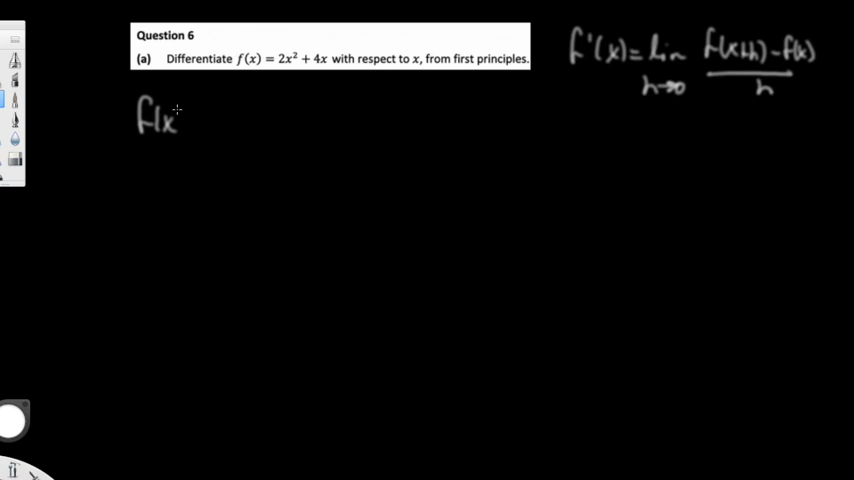 Question 6
(a) Differentiate f(x) = 2x² + 4x with respect to x, from first principles.
f'(x) = lim f(x+h) - f(x)
h→0 h
f(x